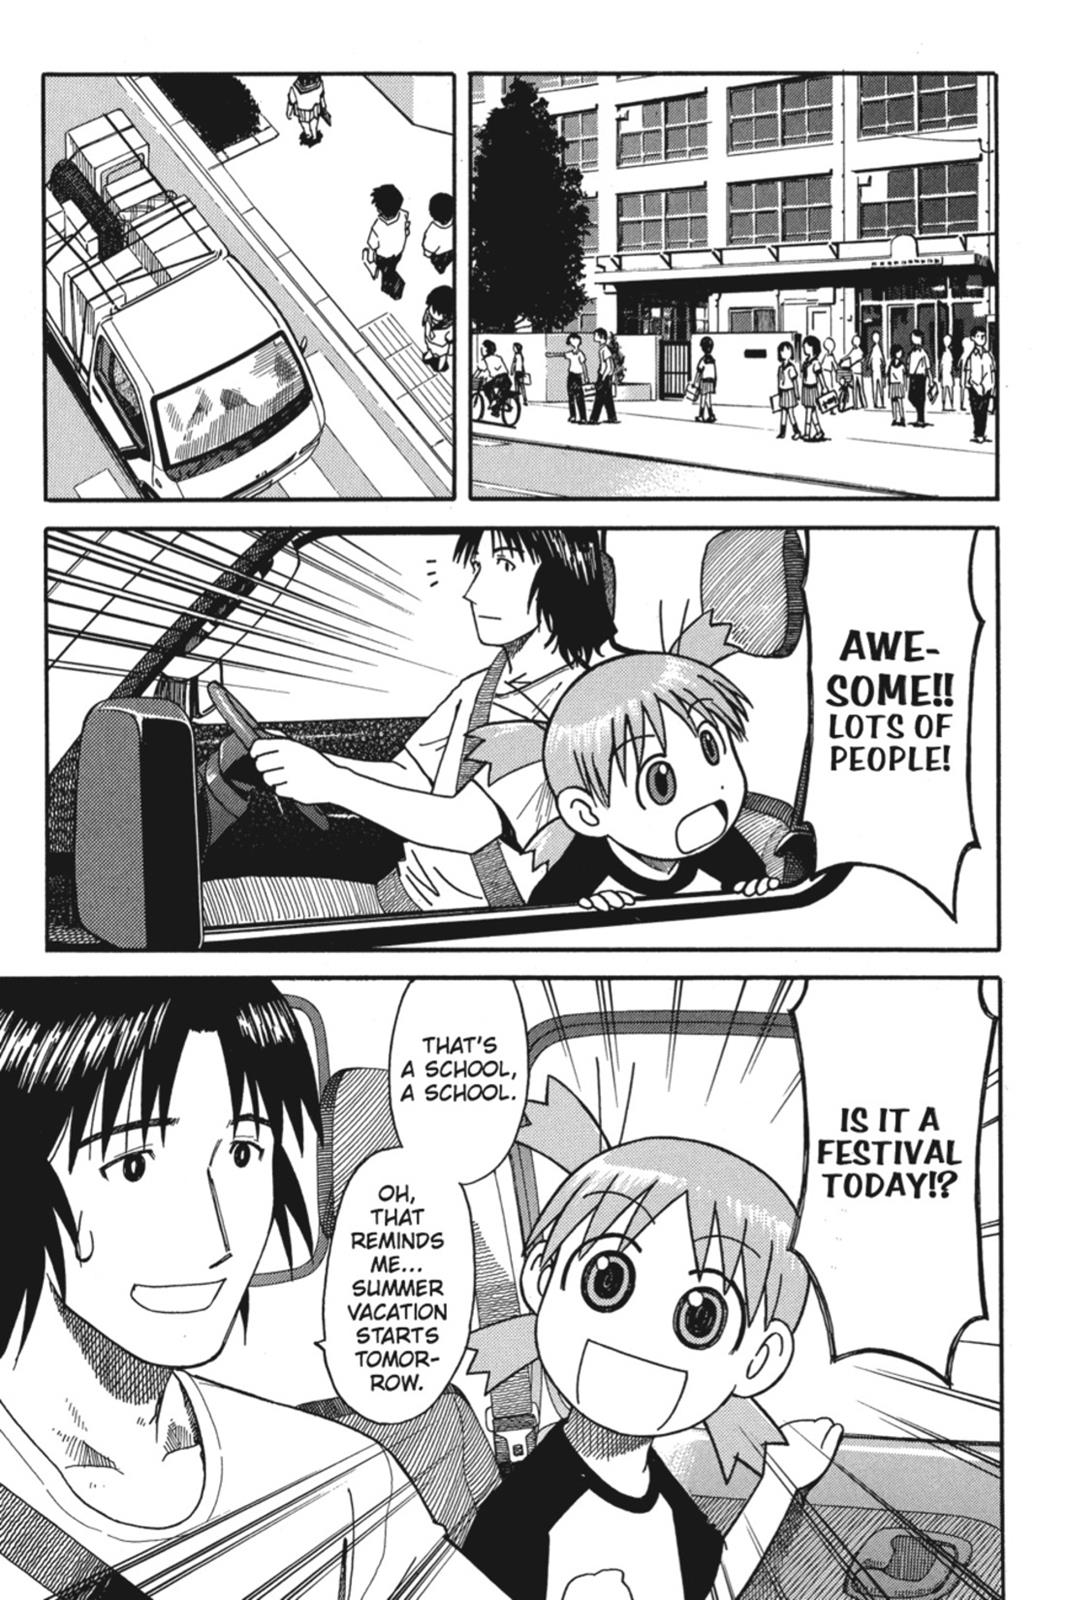 AWE-
SOME!!
LOTS OF
PEOPLE!
IS IT A
FESTIVAL
TODAY!?
THAT'S
A SCHOOL,
A SCHOOL.
OH,
THAT
REMINDS
ME...
SUMMER
VACATION
STARTS
TOMOR-
ROW.